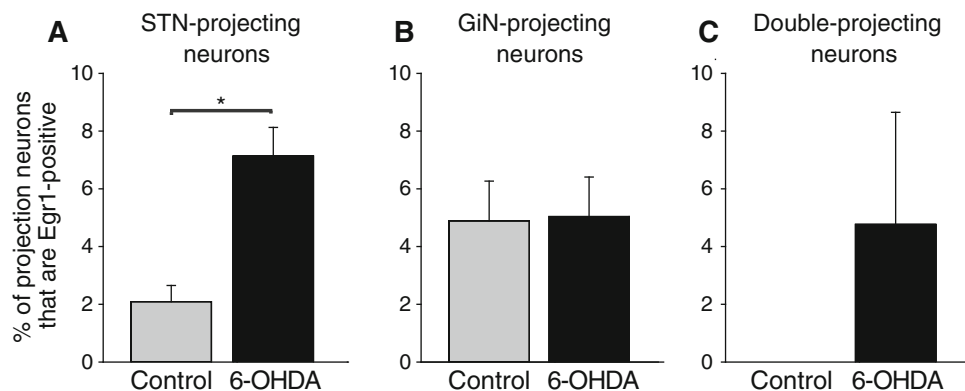 A STN-projecting
neurons
% of projection neurons
that are Egr1-positive
10
8
6
4
2
0
*
Control 6-OHDA
B GiN-projecting
neurons
10
8
6
4
2
0
Control 6-OHDA
C Double-projecting
neurons
10
8
6
4
2
0
Control 6-OHDA